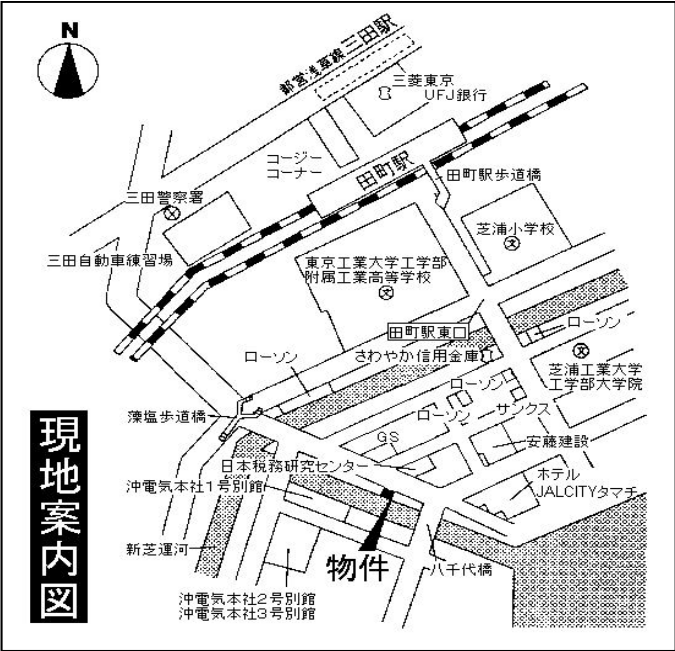 N
都営浅草線 三田駅
三菱東京
UFJ銀行
コージー
コーナー
田町駅
田町駅歩道橋
三田警察署
芝浦小学校
文
三田自動車練習場
東京工業大学工学部
附属工業高等学校
文
田町駅東口
ローソン
ローソン
さわやか信用金庫
文
芝浦工業大学
工学部大学院
ローソン
藻塩歩道橋
ローソン
サンクス
GS
安藤建設
日本税務研究センター
ホテル
JALCITYタマチ
沖電気本社1号別館
新芝運河
物件
八千代橋
沖電気本社2号別館
沖電気本社3号別館
現地案内図